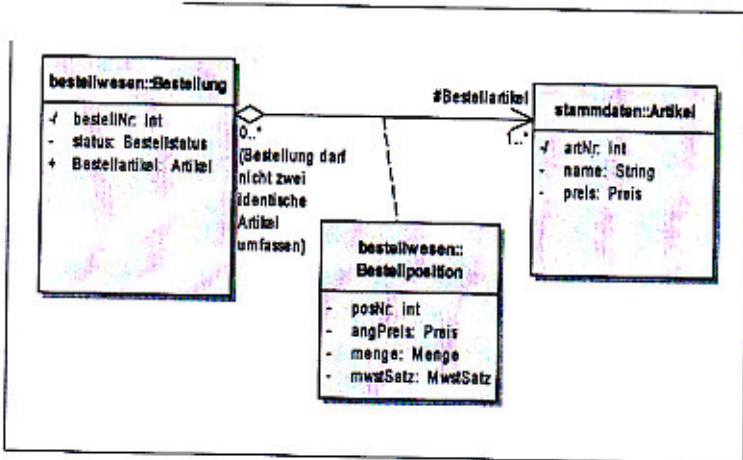 bestellwesen::Bestellung
-/ bestellNr: Int
- status: Bestellstatus
+ Bestellartikel: Artikel
0..*
(Bestellung darf
nicht zwei
identische
Artikel
umfassen)
#Bestellartikel
1..*
stammdaten::Artikel
-/ artNr: Int
- name: String
- preis: Preis
bestellwesen::
Bestellposition
- posNr: Int
- angPreis: Preis
- menge: Menge
- mwstSatz: MwstSatz